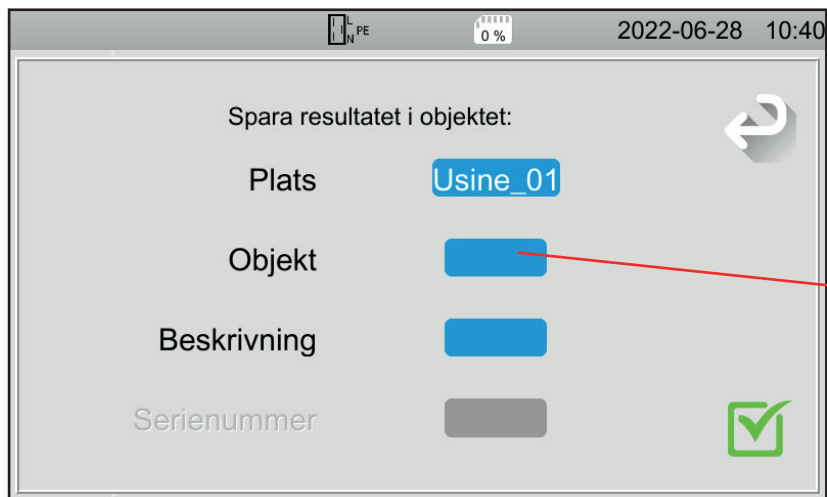 L
N PE
0 %
2022-06-28 10:40
Spara resultatet i objektet:
Plats Usine_01
Objekt
Beskrivning
Serienummer